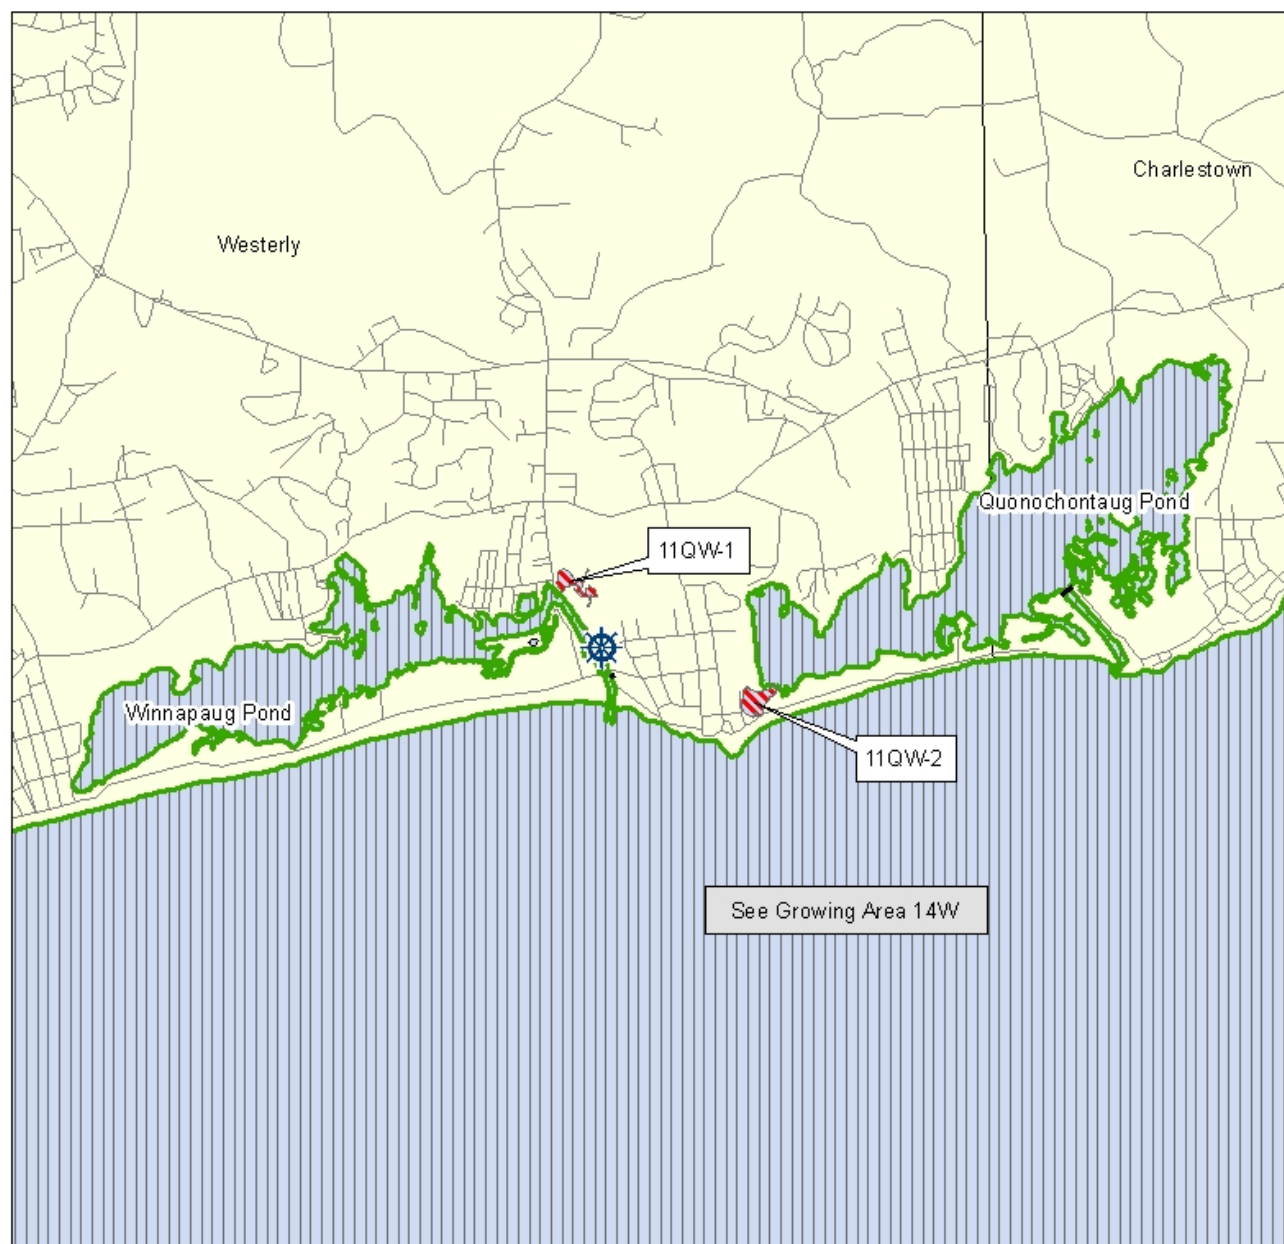 Charlestown
Westerly
Quonochontaug Pond
11QW-1
Winnapaug Pond
11QW-2
See Growing Area 14W